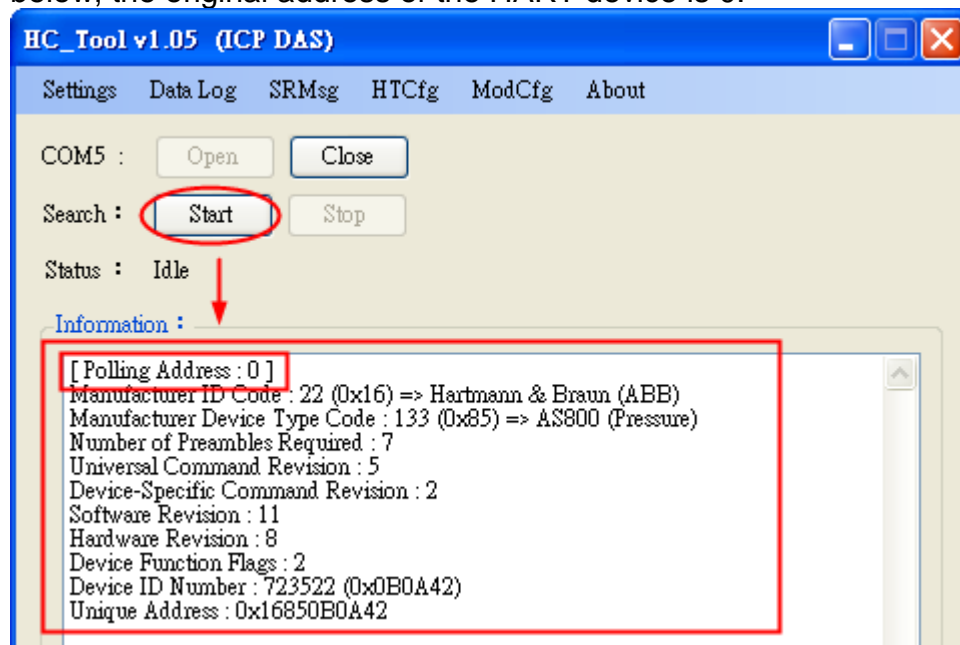 below, the original address of the HART device is 0.
HC_Tool v1.05 (ICP DAS)
Settings Data Log SRMsg HTCfg ModCfg About
COM5 : Open Close
Search : Start Stop
Status : Idle
Information :
[ Polling Address : 0 ]
Manufacturer ID Code : 22 (0x16) => Hartmann & Braun (ABB)
Manufacturer Device Type Code : 133 (0x85) => AS800 (Pressure)
Number of Preambles Required : 7
Universal Command Revision : 5
Device-Specific Command Revision : 2
Software Revision : 11
Hardware Revision : 8
Device Function Flags : 2
Device ID Number : 723522 (0x0B0A42)
Unique Address : 0x16850B0A42